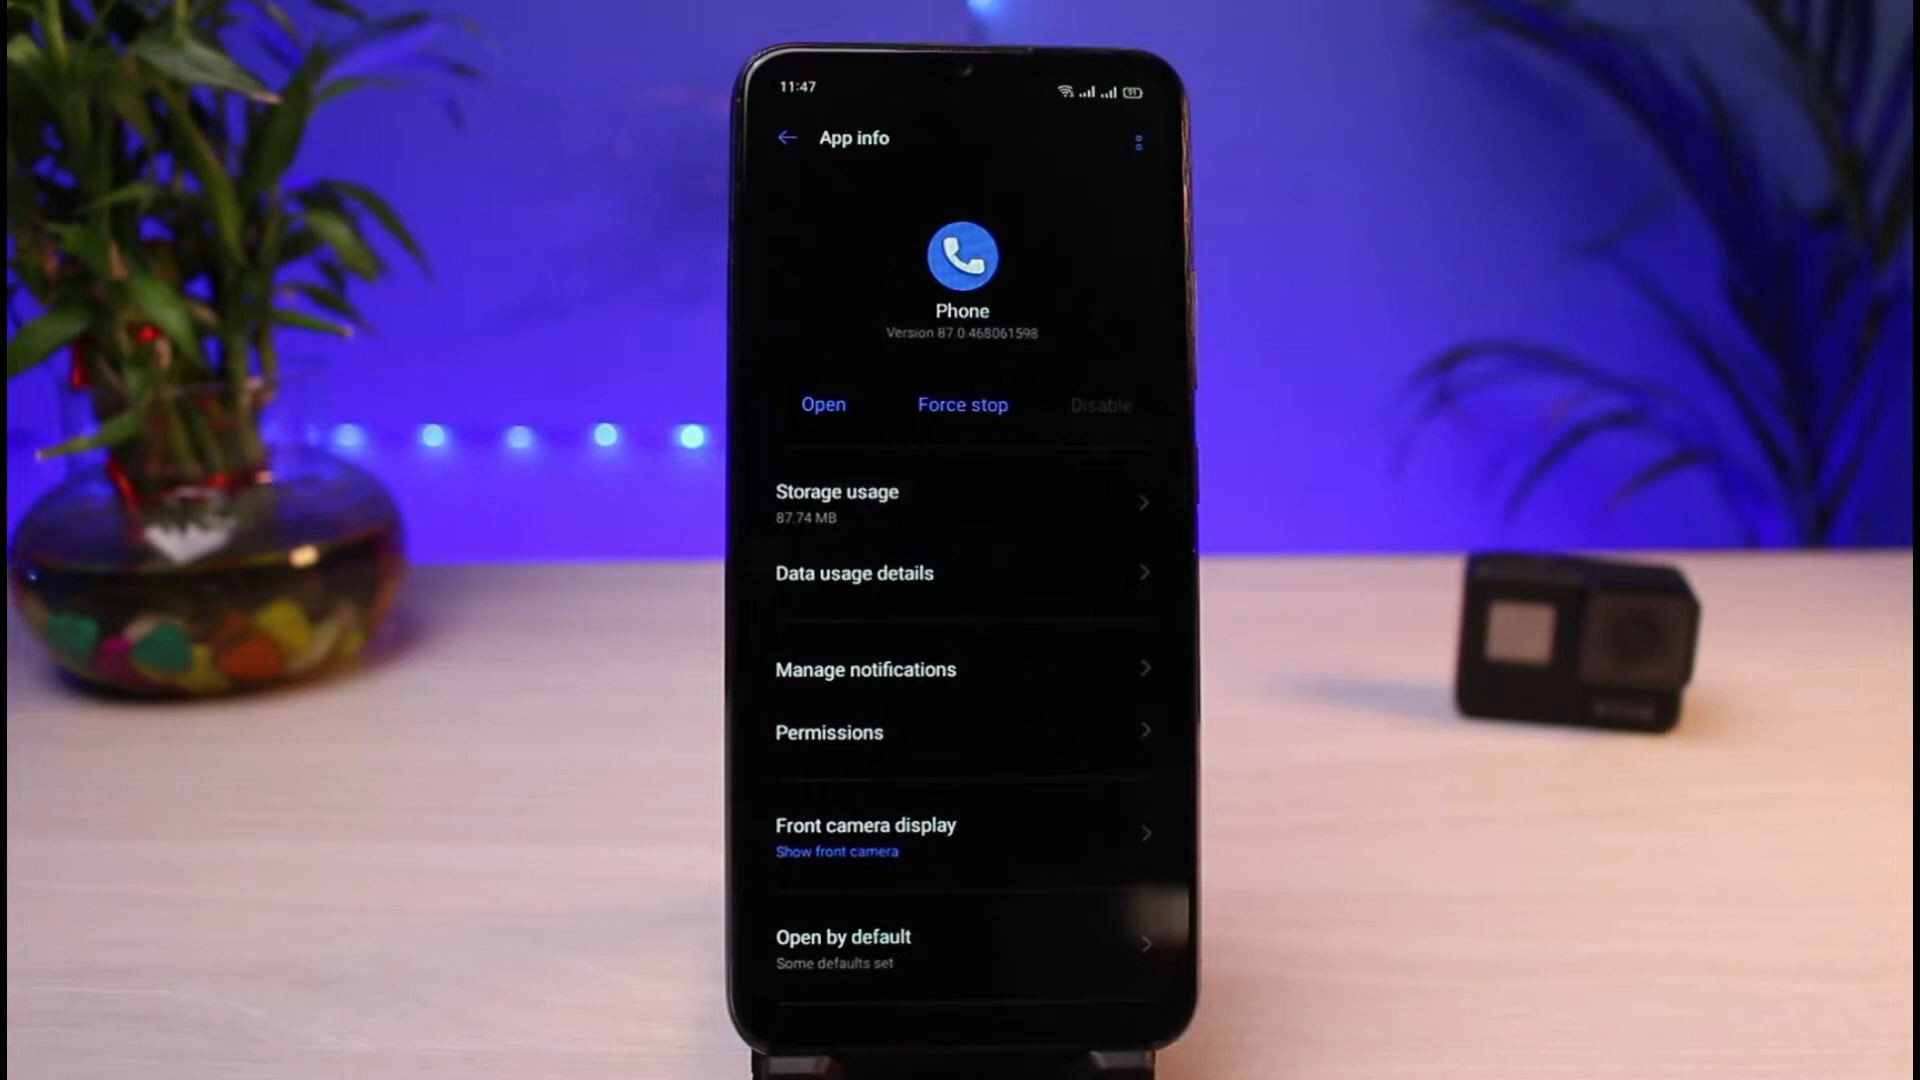 11:47
App info
Phone
Version 87.0.468061598
Open Force stop Disable
Storage usage
87.74 MB
Data usage details
Manage notifications
Permissions
Front camera display
Show front camera
Open by default
Some defaults set